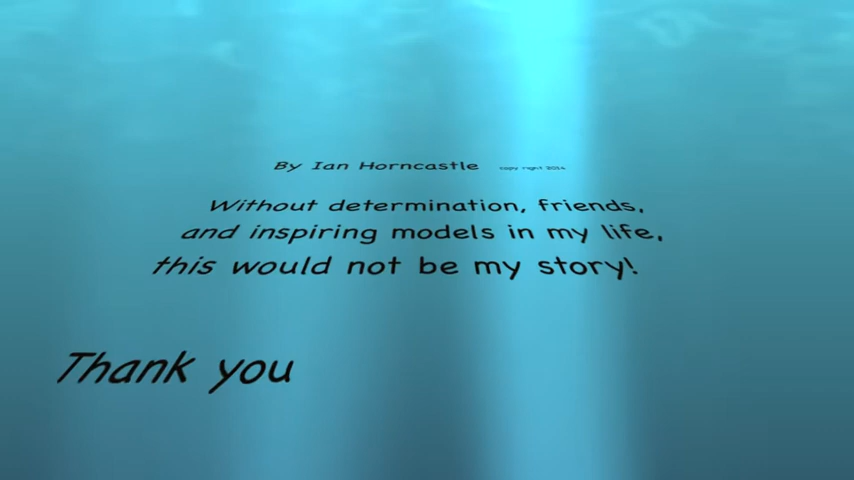 By Ian Horncastle copy right 2014
Without determination, friends,
and inspiring models in my life,
this would not be my story!
Thank you